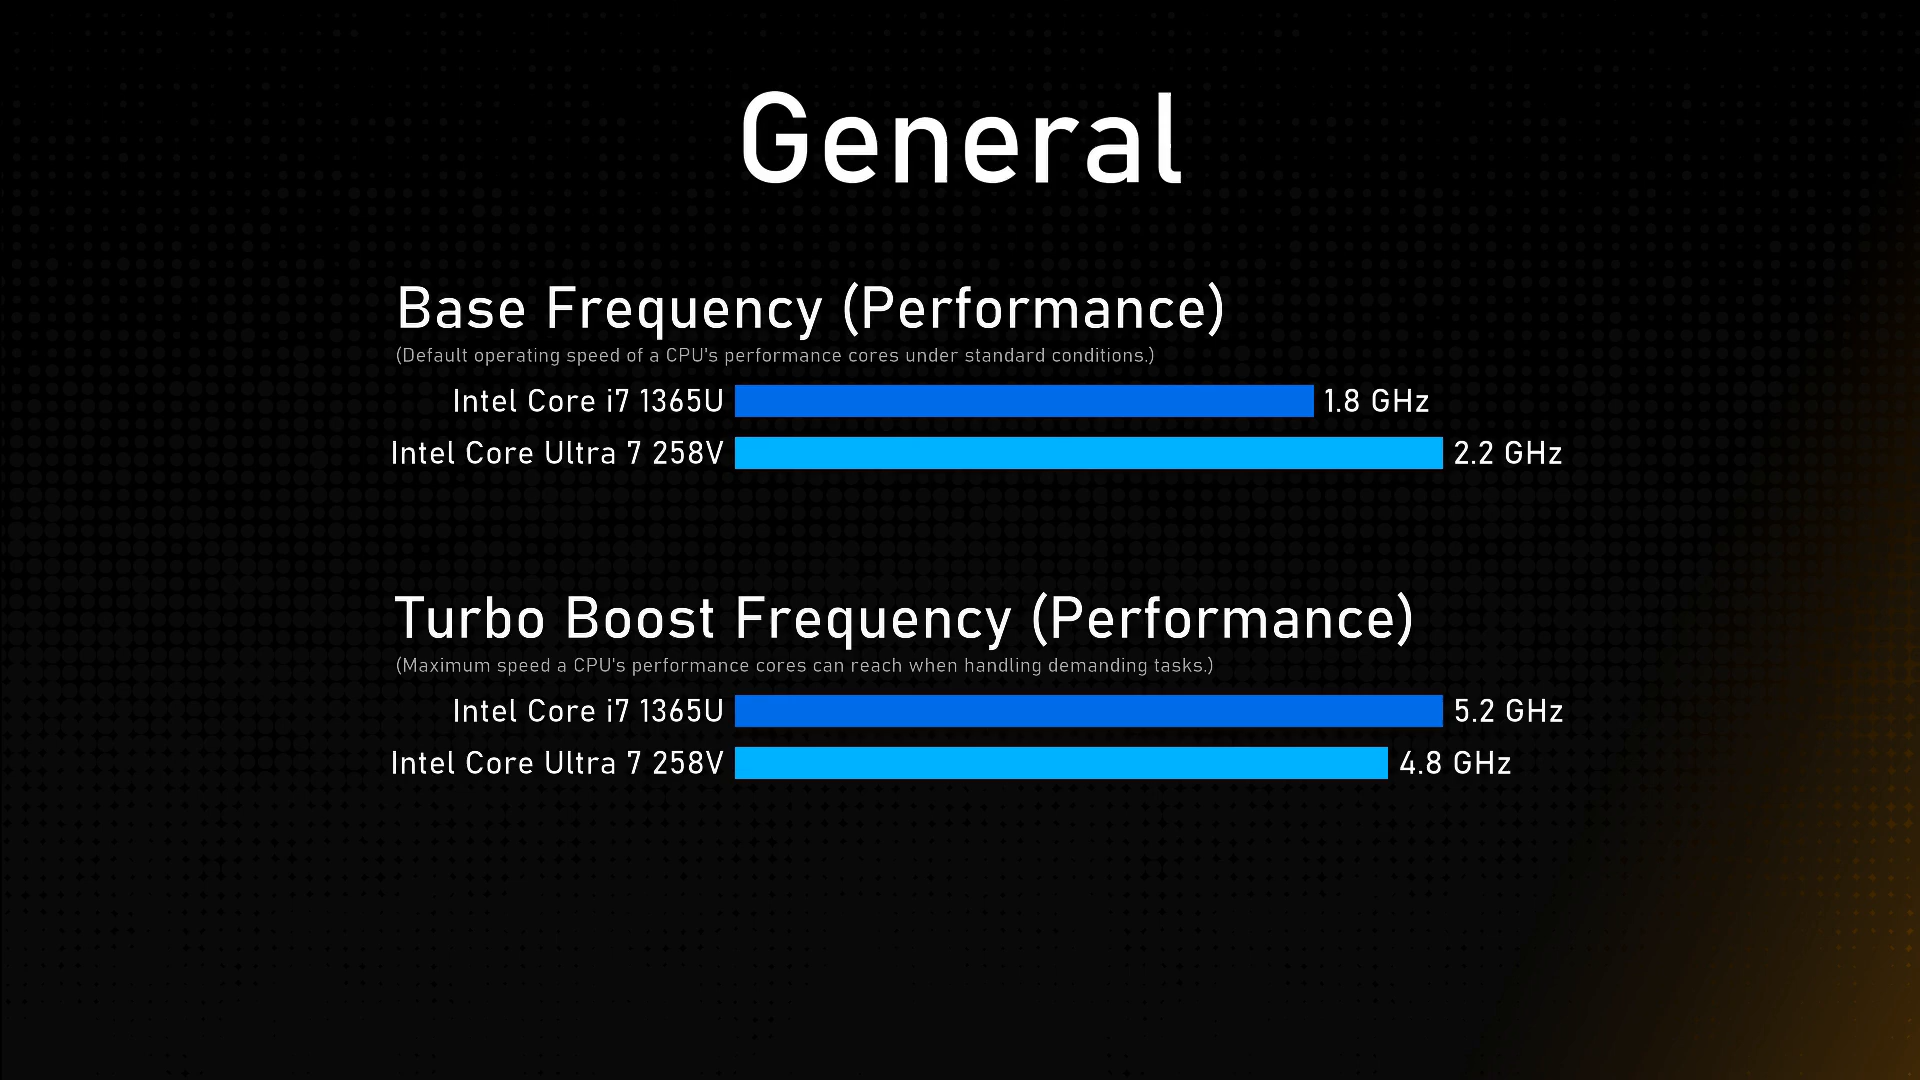 General
Base Frequency (Performance)
(Default operating speed of a CPU's performance cores under standard conditions.)
Intel Core i7 1365U 1.8 GHz
Intel Core Ultra 7 258V 2.2 GHz
Turbo Boost Frequency (Performance)
(Maximum speed a CPU's performance cores can reach when handling demanding tasks.)
Intel Core i7 1365U 5.2 GHz
Intel Core Ultra 7 258V 4.8 GHz